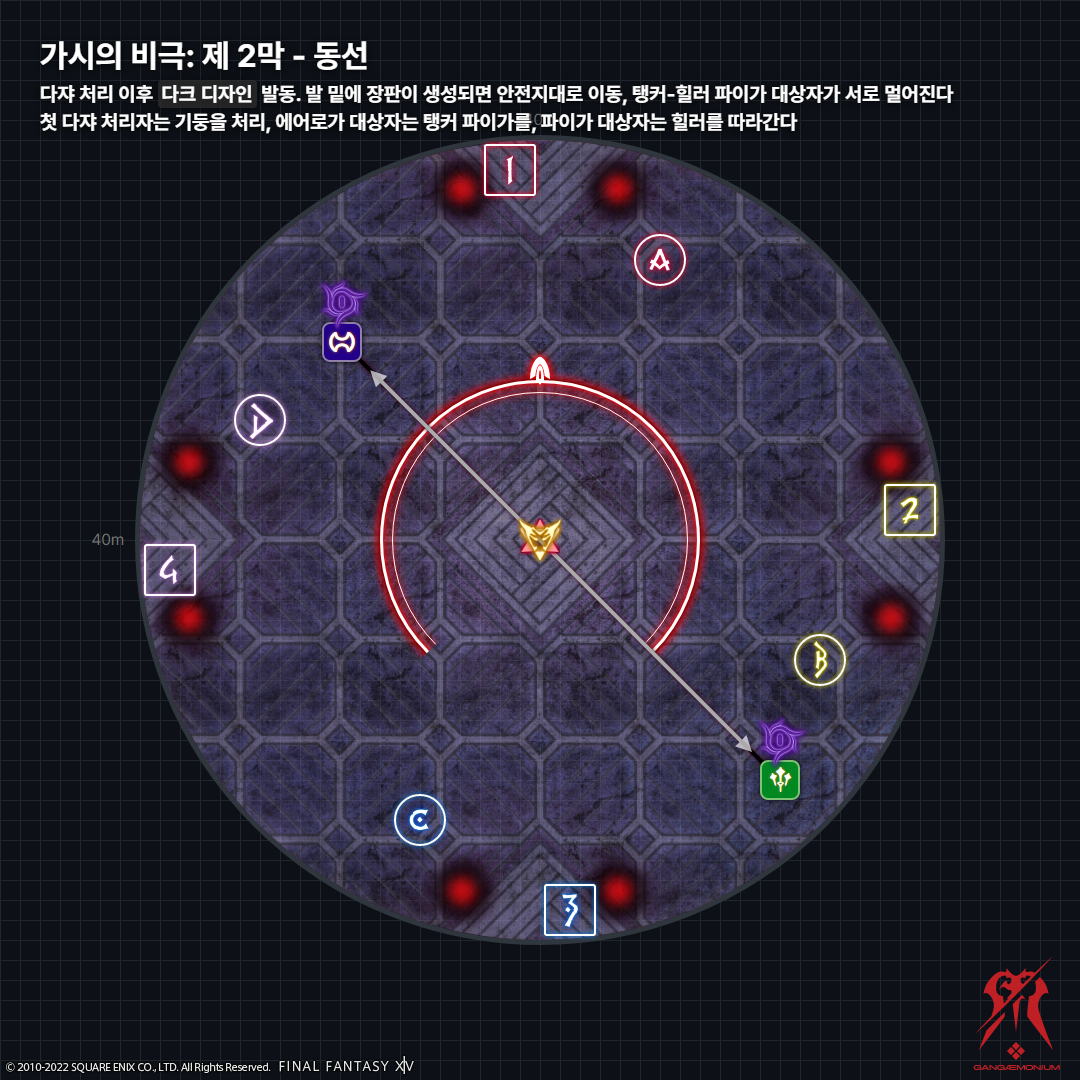 가시의 비극: 제 2막 - 동선
다쟈 처리 이후 다크 디자인 발동. 발 밑에 장판이 생성되면 안전지대로 이동, 탱커-힐러 파이가 대상자가 서로 멀어진다
첫 다쟈 처리자는 기둥을 처리, 에어로가 대상자는 탱커 파이가를, 파이가 대상자는 힐러를 따라간다
1
A
D
2
40m
4
B
C
3
© 2010-2022 SQUARE ENIX CO., LTD. All Rights Reserved. FINAL FANTASY XIV
GANGÆMONIUM